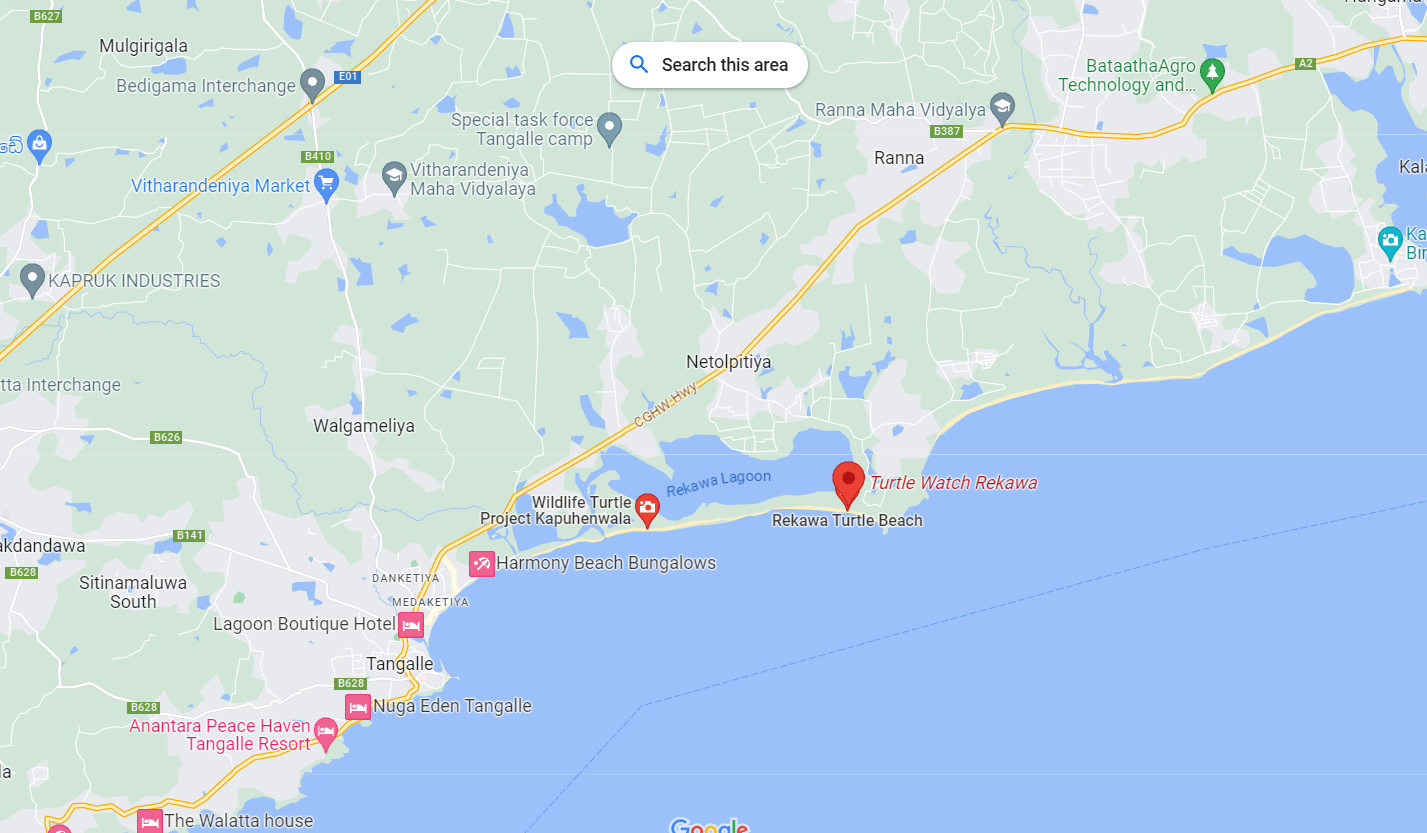 B627
Mulgirigala
Bedigama Interchange
E01
Search this area
BataathaAgro
Technology and...
A2
Special task force
Tangalle camp
Ranna Maha Vidyalya
B387
Ranna
B410
Vitharandeniya Market
Vitharandeniya
Maha Vidyalaya
Kala
Ka
Bir
KAPRUK INDUSTRIES
tta Interchange
Netolpitiya
CGHW Hwy
Walgameliya
B626
Rekawa Lagoon
Turtle Watch Rekawa
Rekawa Turtle Beach
Wildlife Turtle
Project Kapuhenwala
B141
akdandawa
B628
Sitinamaluwa
South
Harmony Beach Bungalows
DANKETIYA
MEDAKETIYA
Lagoon Boutique Hotel
Tangalle
B628
B628
Nuga Eden Tangalle
Anantara Peace Haven
Tangalle Resort
la
The Walatta house
Google